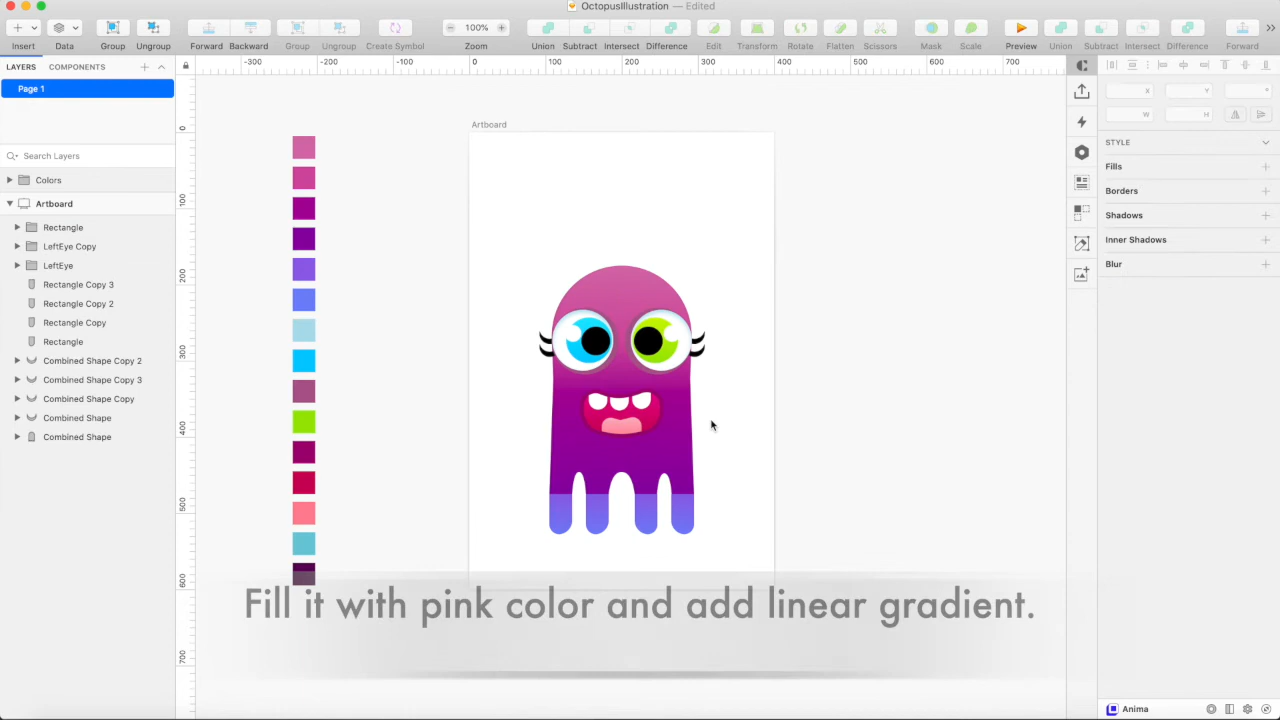 OctopusIllustration — Edited
Insert Data Group Ungroup Forward Backward Group Ungroup Create Symbol 100% Zoom Union Subtract Intersect Difference Edit Transform Rotate Flatten Scissors Mask Scale Preview Union Subtract Intersect Difference Forward
LAYERS COMPONENTS
-300 -200 -100 0 100 200 300 400 500 600 700
Page 1
Search Layers
Colors
Artboard
Rectangle
LeftEye Copy
LeftEye
Rectangle Copy 3
Rectangle Copy 2
Rectangle Copy
Rectangle
Combined Shape Copy 2
Combined Shape Copy 3
Combined Shape Copy
Combined Shape
Combined Shape
0
100
200
300
400
500
600
700
Artboard
X Y °
W H
STYLE
Fills
Borders
Shadows
Inner Shadows
Blur
Fill it with pink color and add linear gradient.
Anima